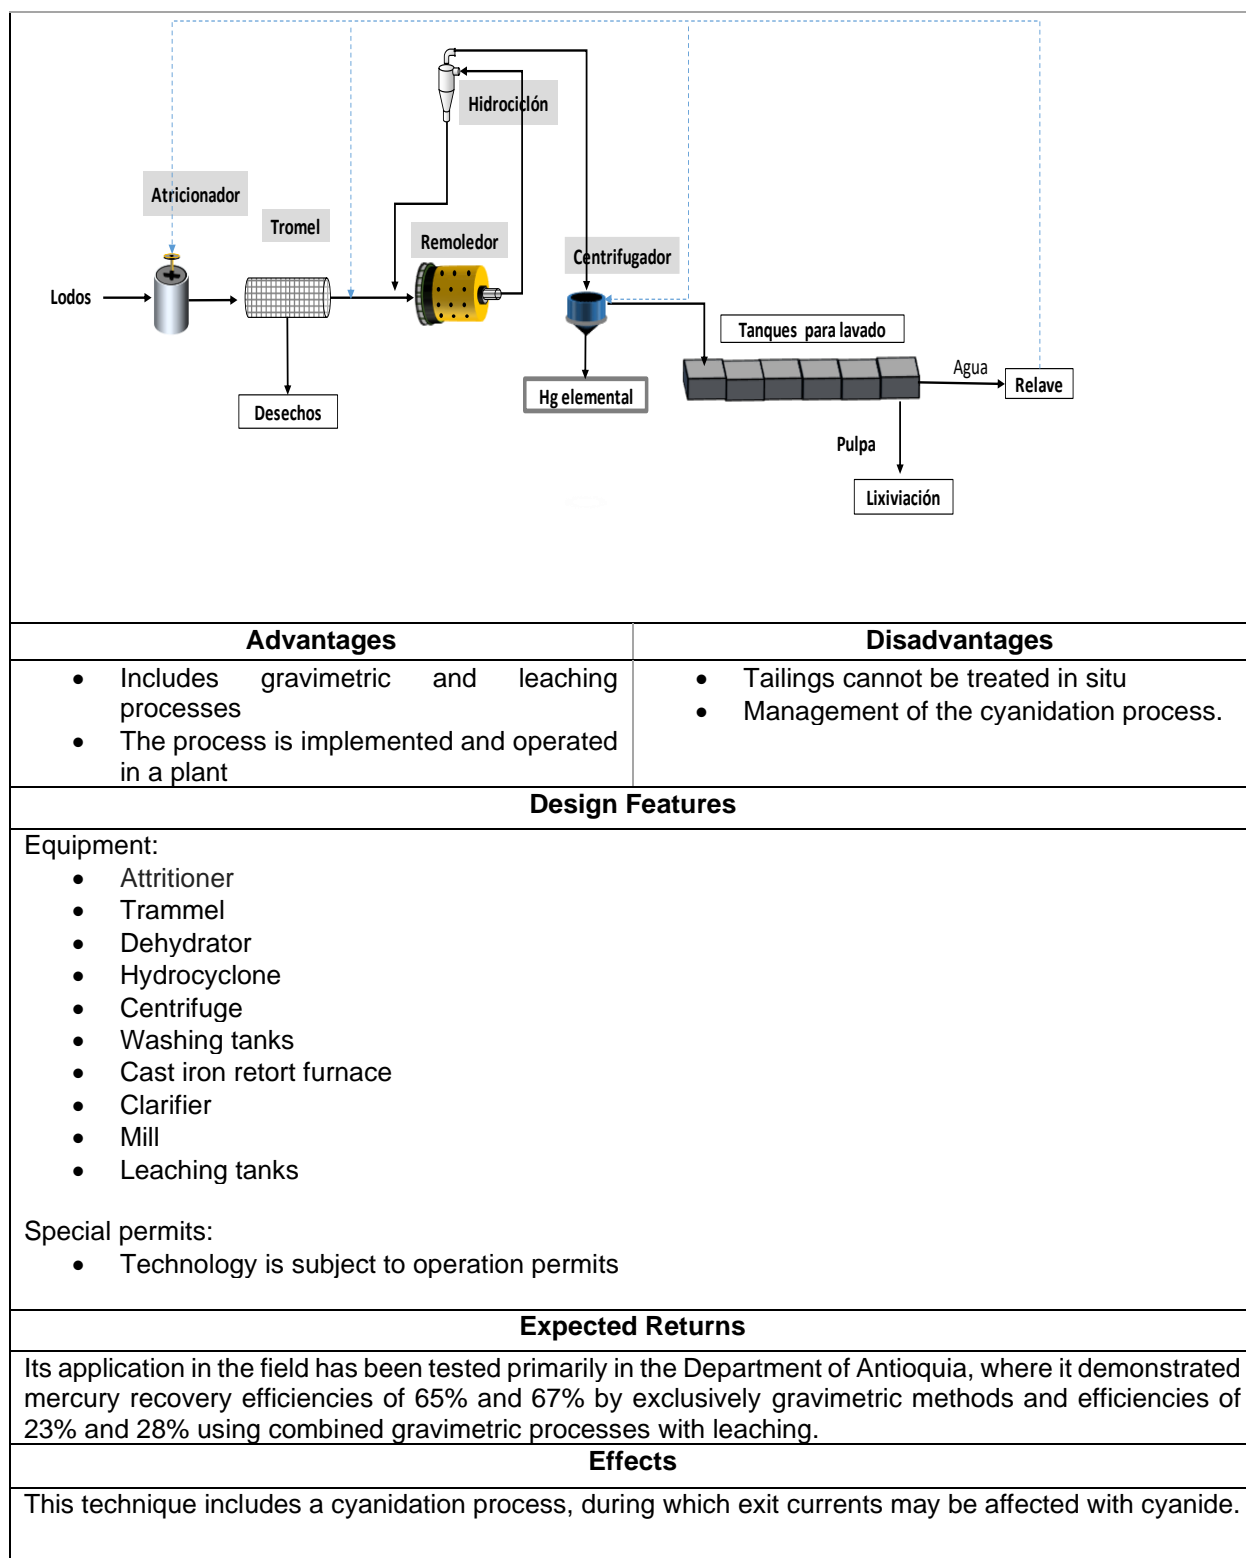 Hidrociclón
Atricionador
Tromel
Remoledor
Centrifugador
Lodos
Tanques para lavado
Agua
Relave
Hg elemental
Desechos
Pulpa
Lixiviación
Advantages
• Includes gravimetric and leaching
processes
• The process is implemented and operated
in a plant
Disadvantages
• Tailings cannot be treated in situ
• Management of the cyanidation process.
Design Features
Equipment:
• Attritioner
• Trammel
• Dehydrator
• Hydrocyclone
• Centrifuge
• Washing tanks
• Cast iron retort furnace
• Clarifier
• Mill
• Leaching tanks
Special permits:
• Technology is subject to operation permits
Expected Returns
Its application in the field has been tested primarily in the Department of Antioquia, where it demonstrated
mercury recovery efficiencies of 65% and 67% by exclusively gravimetric methods and efficiencies of
23% and 28% using combined gravimetric processes with leaching.
Effects
This technique includes a cyanidation process, during which exit currents may be affected with cyanide.